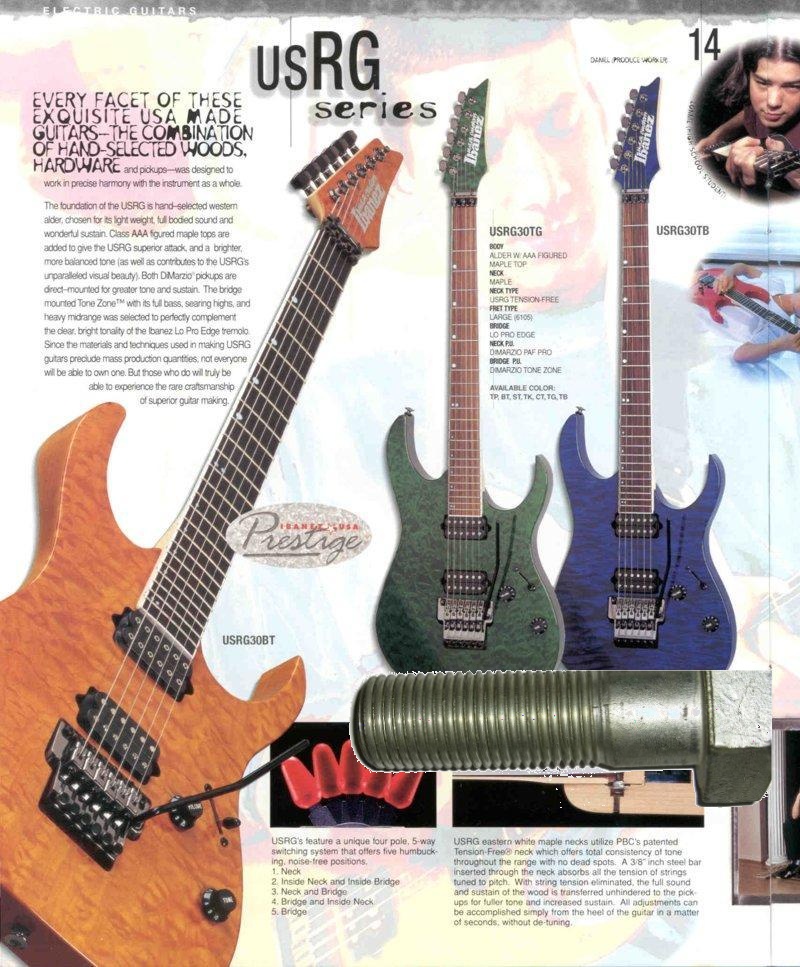 ELECTRIC GUITARS
USRG
series
14
DANIEL (PRODUCE WORKER)
EVERY FACET OF THESE
EXQUISITE USA MADE
GUITARS—THE COMBINATION
OF HAND-SELECTED WOODS,
HARDWARE and pickups—was designed to
work in precise harmony with the instrument as a whole.
The foundation of the USRG is hand-selected western
alder, chosen for its light weight, full bodied sound and
wonderful sustain. Class AAA figured maple tops are
added to give the USRG superior attack, and a brighter,
more balanced tone (as well as contributes to the USRG's
unparalleled visual beauty). Both DiMarzio® pickups are
direct-mounted for greater tone and sustain. The bridge
mounted Tone Zone™ with its full bass, searing highs, and
heavy midrange was selected to perfectly complement
the clear, bright tonality of the Ibanez Lo Pro Edge tremolo.
Since the materials and techniques used in making USRG
guitars preclude mass production quantities, not everyone
will be able to own one. But those who do will truly be
able to experience the rare craftsmanship
of superior guitar making.
Ibanez
Ibanez
Ibanez
USRG30TG
BODY
ALDER W/ AAA FIGURED
MAPLE TOP
NECK
MAPLE
NECK TYPE
USRG TENSION-FREE
FRET TYPE
LARGE (6105)
BRIDGE
LO PRO EDGE
NECK P.U.
DIMARZIO PAF PRO
BRIDGE P.U.
DIMARZIO TONE ZONE
AVAILABLE COLOR:
TP, BT, ST, TK, CT, TG, TB
USRG30TB
IBANEZ USA
Prestige
USRG30BT
VOLUME
TONE
USRG's feature a unique four pole, 5-way
switching system that offers five humbuck-
ing, noise-free positions.
1. Neck
2. Inside Neck and Inside Bridge
3. Neck and Bridge
4. Bridge and Inside Neck
5. Bridge
USRG eastern white maple necks utilize PBC's patented
Tension-Free® neck which offers total consistency of tone
throughout the range with no dead spots. A 3/8" inch steel bar
inserted through the neck absorbs all the tension of strings
tuned to pitch. With string tension eliminated, the full sound
and sustain of the wood is transferred unhindered to the pick-
ups for fuller tone and increased sustain. All adjustments can
be accomplished simply from the heel of the guitar in a matter
of seconds, without de-tuning.